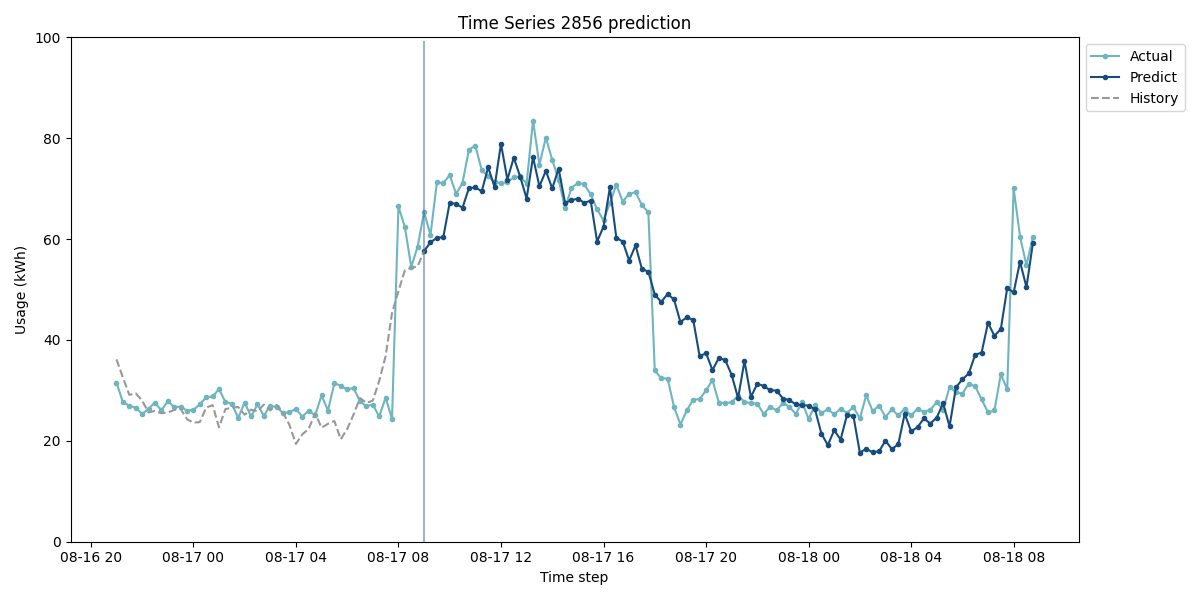 Time Series 2856 prediction
100
80
60
40
20
0
Usage (kWh)
08-16 20
08-17 00
08-17 04
08-17 08
08-17 12
08-17 16
08-17 20
08-18 00
08-18 04
08-18 08
Time step
Actual
Predict
History